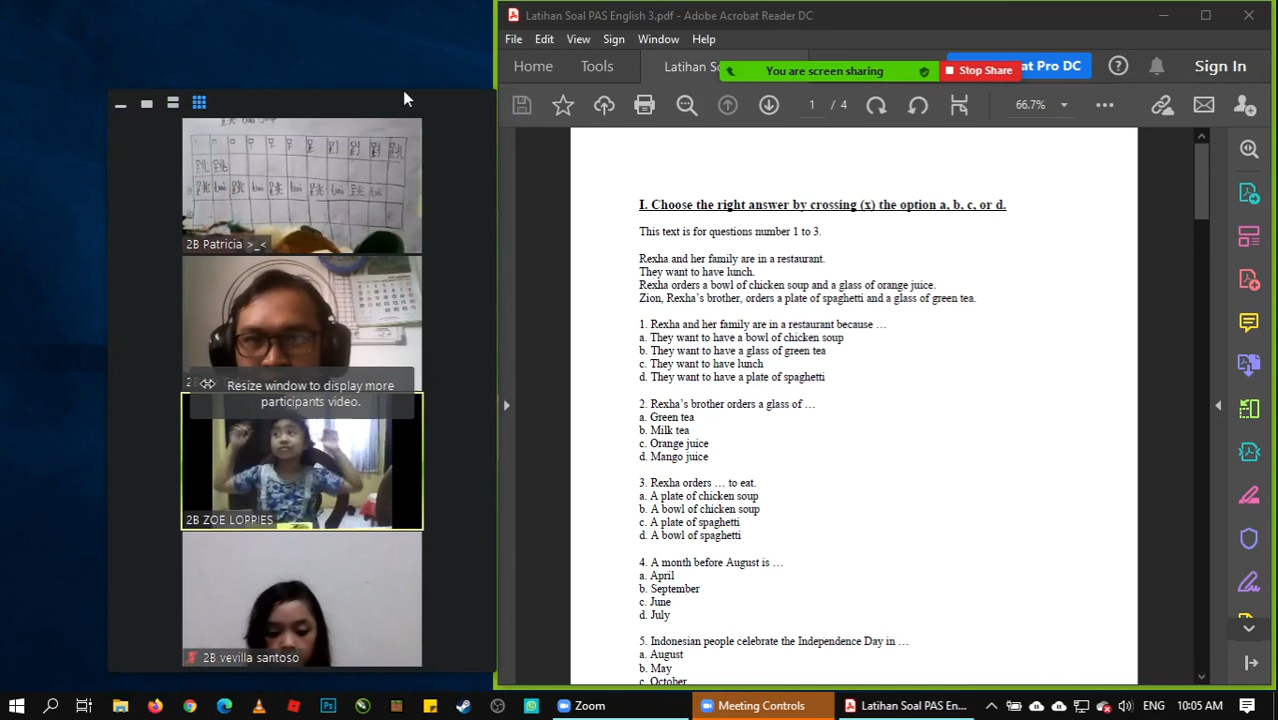 Latihan Soal PAS English 3.pdf - Adobe Acrobat Reader DC
File Edit View Sign Window Help
Home Tools Latihan So
You are screen sharing
Stop Share
at Pro DC
Sign In
1 / 4
66.7%
2B Patricia >_<
Resize window to display more
participants video.
2B ZOE LOPPIES
2B vevilla santoso
I. Choose the right answer by crossing (x) the option a, b, c, or d.
This text is for questions number 1 to 3.
Rexha and her family are in a restaurant.
They want to have lunch.
Rexha orders a bowl of chicken soup and a glass of orange juice.
Zion, Rexha's brother, orders a plate of spaghetti and a glass of green tea.
1. Rexha and her family are in a restaurant because …
a. They want to have a bowl of chicken soup
b. They want to have a glass of green tea
c. They want to have lunch
d. They want to have a plate of spaghetti
2. Rexha's brother orders a glass of …
a. Green tea
b. Milk tea
c. Orange juice
d. Mango juice
3. Rexha orders … to eat.
a. A plate of chicken soup
b. A bowl of chicken soup
c. A plate of spaghetti
d. A bowl of spaghetti
4. A month before August is …
a. April
b. September
c. June
d. July
5. Indonesian people celebrate the Independence Day in …
a. August
b. May
c. October
Zoom
Meeting Controls
Latihan Soal PAS En...
ENG
10:05 AM